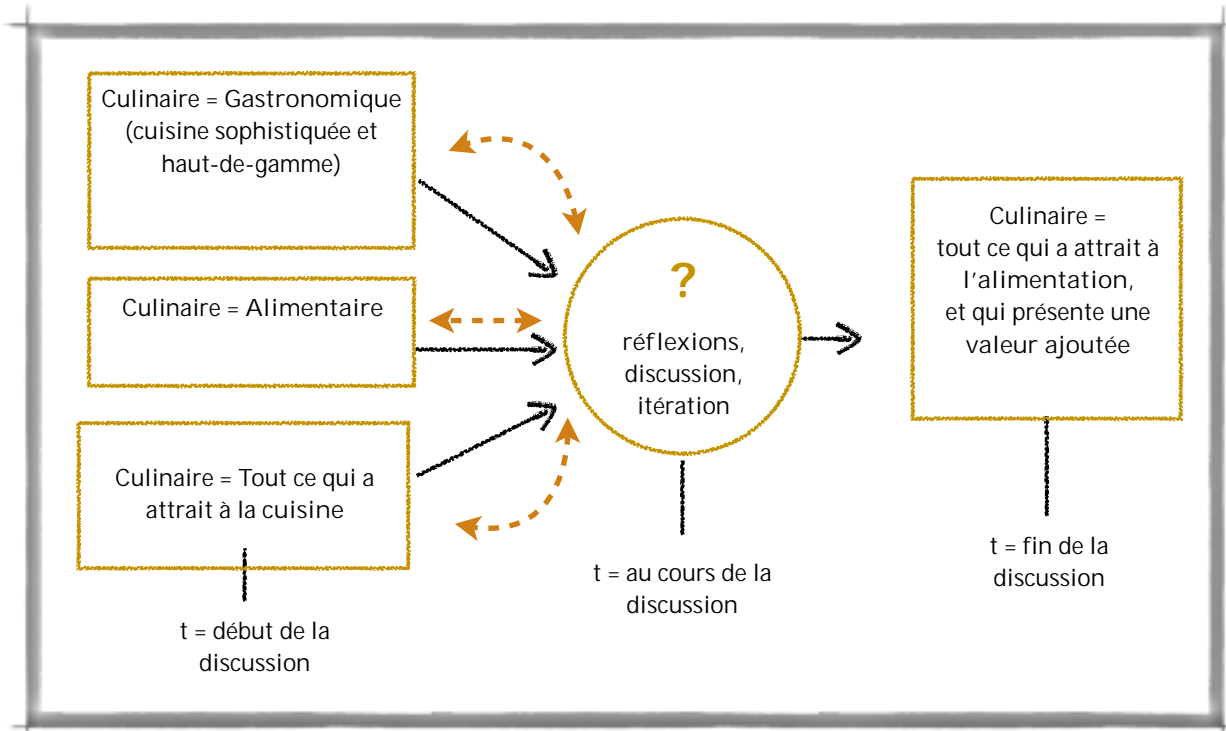 Culinaire = Gastronomique
(cuisine sophistiquée et
haut-de-gamme)
Culinaire = Alimentaire
Culinaire = Tout ce qui a
attrait à la cuisine
t = début de la
discussion
?
réflexions,
discussion,
itération
t = au cours de la
discussion
Culinaire =
tout ce qui a attrait à
l'alimentation,
et qui présente une
valeur ajoutée
t = fin de la
discussion